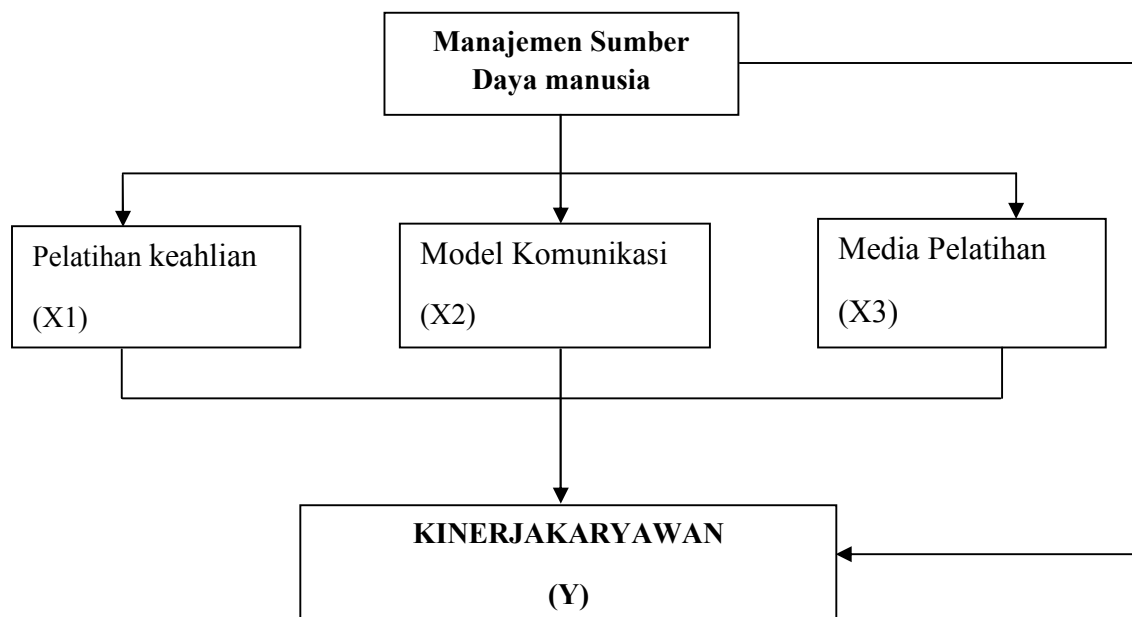 Manajemen Sumber
Daya manusia
Pelatihan keahlian
(X1)
Model Komunikasi
(X2)
Media Pelatihan
(X3)
KINERJAKARYAWAN
(Y)